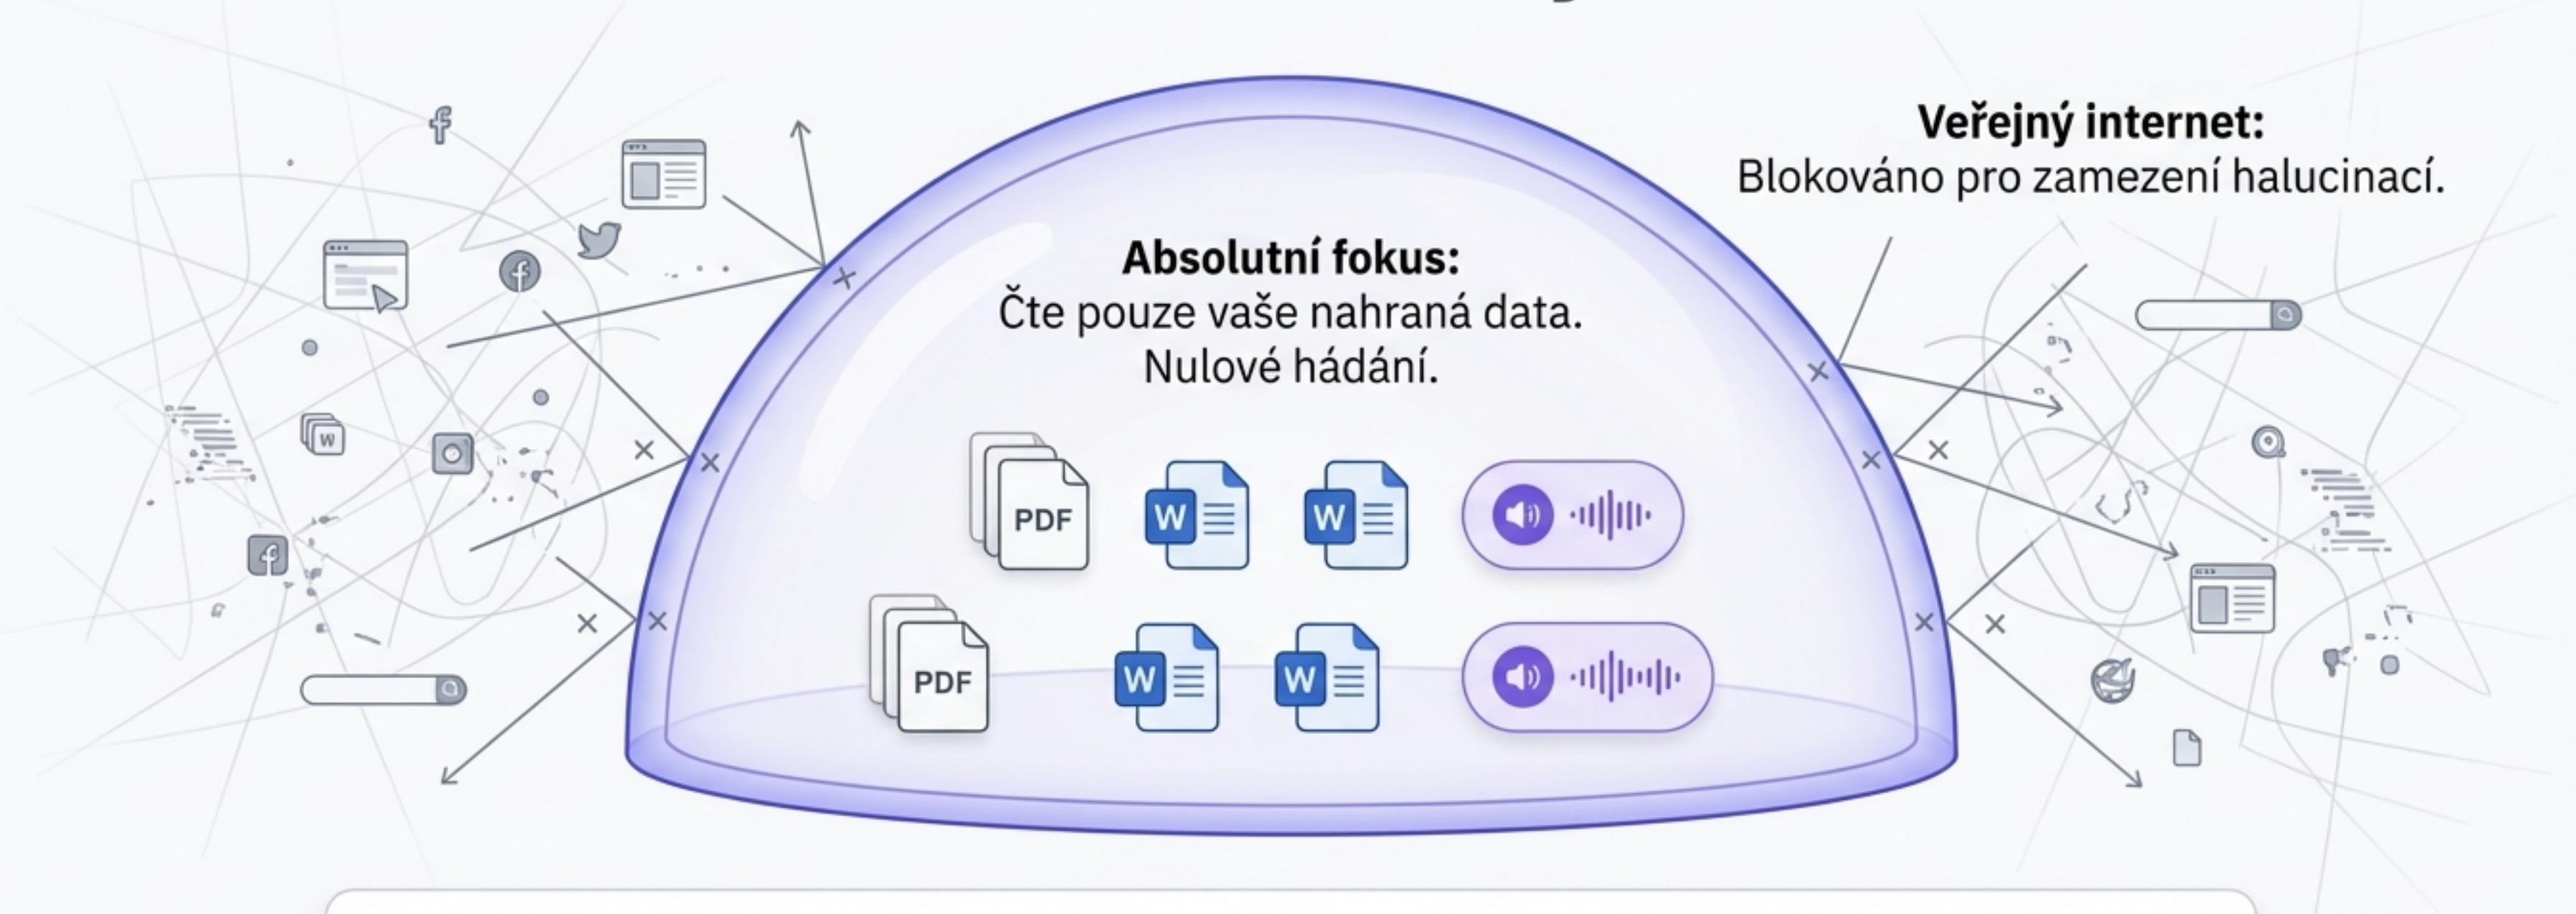 Veřejný internet:
Blokováno pro zamezení halucinací.
Absolutní fokus:
Čte pouze vaše nahraná data.
Nulové hádání.
W
PDF
W
W
PDF
W
W